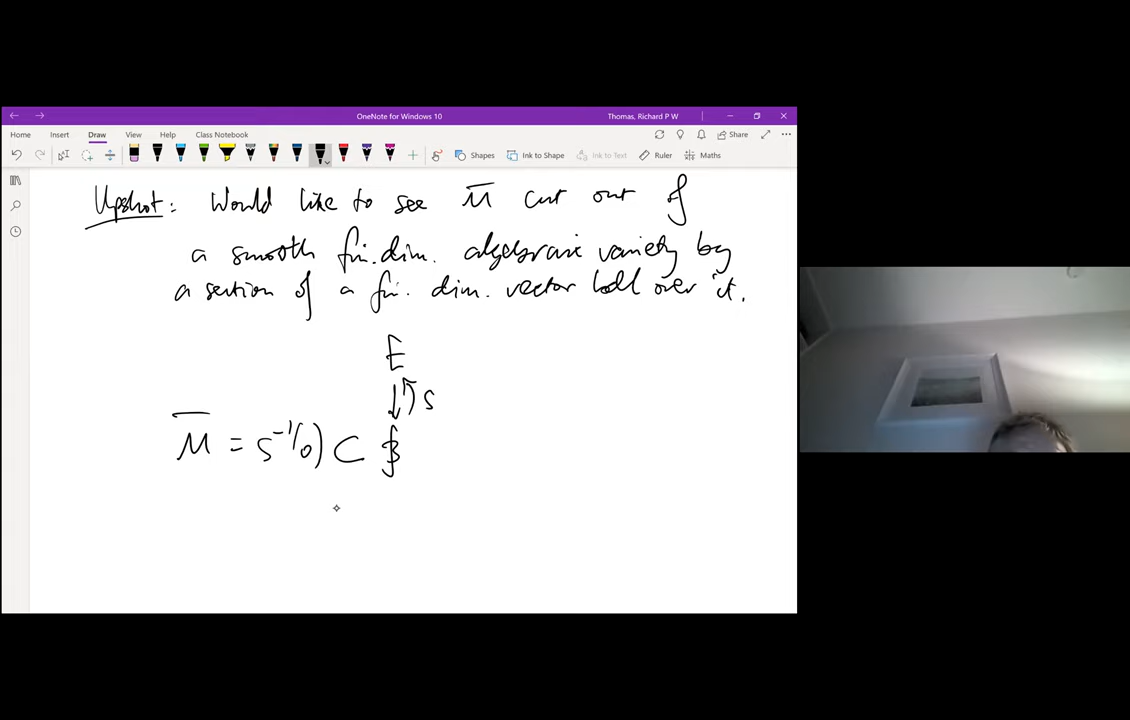 OneNote for Windows 10
Thomas, Richard P W
Home Insert Draw View Help Class Notebook
Share
Shapes Ink to Shape Ink to Text Ruler Maths
Upshot: Would like to see M̅ cut out of
a smooth fin. dim. algebraic variety by
a section of a fin. dim. vector bdl over it.
E
↓↑ s
M̅ = s⁻¹(0) ⊂ B